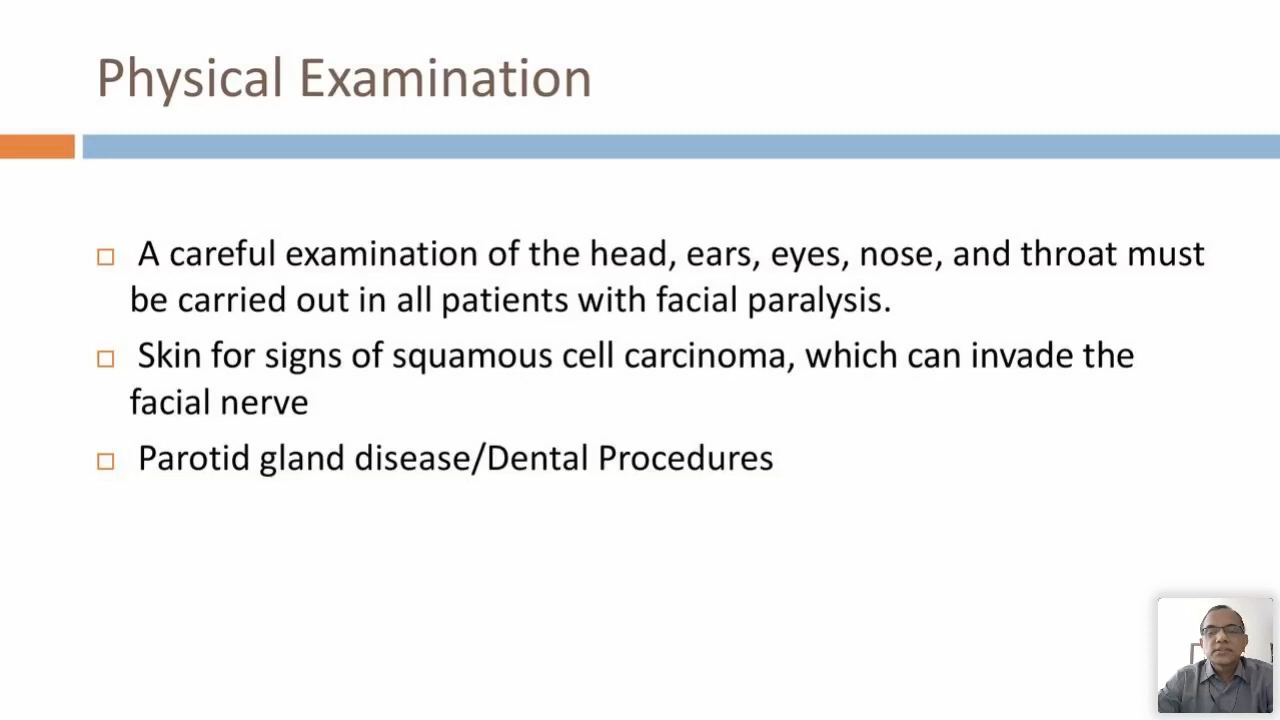 Physical Examination
A careful examination of the head, ears, eyes, nose, and throat must
be carried out in all patients with facial paralysis.
Skin for signs of squamous cell carcinoma, which can invade the
facial nerve
Parotid gland disease/Dental Procedures